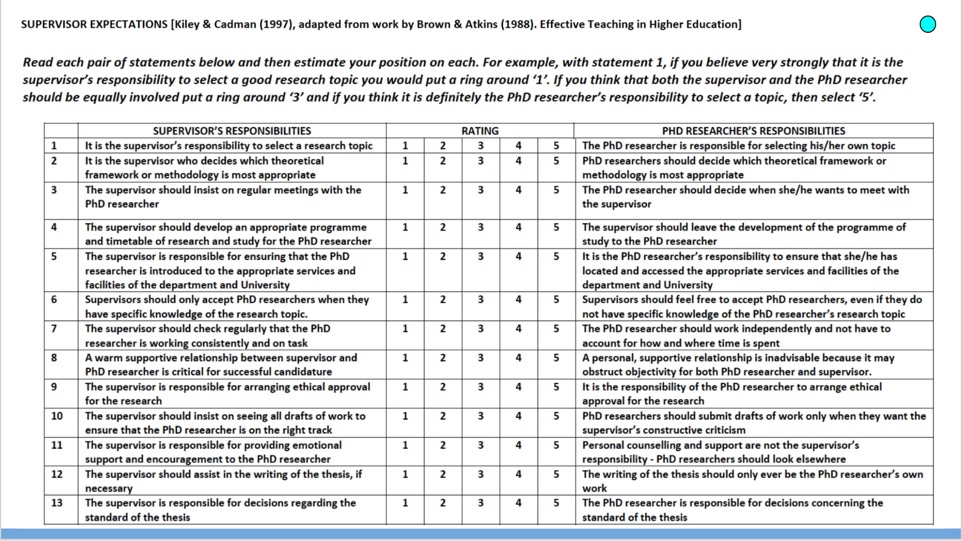 SUPERVISOR EXPECTATIONS [Kiley & Cadman (1997), adapted from work by Brown & Atkins (1988). Effective Teaching in Higher Education]
Read each pair of statements below and then estimate your position on each. For example, with statement 1, if you believe very strongly that it is the
supervisor's responsibility to select a good research topic you would put a ring around '1'. If you think that both the supervisor and the PhD researcher
should be equally involved put a ring around '3' and if you think it is definitely the PhD researcher's responsibility to select a topic, then select '5'.
SUPERVISOR'S RESPONSIBILITIES RATING PHD RESEARCHER'S RESPONSIBILITIES
1 It is the supervisor's responsibility to select a research topic 1 2 3 4 5 The PhD researcher is responsible for selecting his/her own topic
2 It is the supervisor who decides which theoretical 1 2 3 4 5 PhD researchers should decide which theoretical framework or
framework or methodology is most appropriate methodology is most appropriate
3 The supervisor should insist on regular meetings with the 1 2 3 4 5 The PhD researcher should decide when she/he wants to meet with
PhD researcher the supervisor
4 The supervisor should develop an appropriate programme 1 2 3 4 5 The supervisor should leave the development of the programme of
and timetable of research and study for the PhD researcher study to the PhD researcher
5 The supervisor is responsible for ensuring that the PhD 1 2 3 4 5 It is the PhD researcher's responsibility to ensure that she/he has
researcher is introduced to the appropriate services and located and accessed the appropriate services and facilities of the
facilities of the department and University department and University
6 Supervisors should only accept PhD researchers when they 1 2 3 4 5 Supervisors should feel free to accept PhD researchers, even if they do
have specific knowledge of the research topic. not have specific knowledge of the PhD researcher's research topic
7 The supervisor should check regularly that the PhD 1 2 3 4 5 The PhD researcher should work independently and not have to
researcher is working consistently and on task account for how and where time is spent
8 A warm supportive relationship between supervisor and 1 2 3 4 5 A personal, supportive relationship is inadvisable because it may
PhD researcher is critical for successful candidature obstruct objectivity for both PhD researcher and supervisor.
9 The supervisor is responsible for arranging ethical approval 1 2 3 4 5 It is the responsibility of the PhD researcher to arrange ethical
for the research approval for the research
10 The supervisor should insist on seeing all drafts of work to 1 2 3 4 5 PhD researchers should submit drafts of work only when they want the
ensure that the PhD researcher is on the right track supervisor's constructive criticism
11 The supervisor is responsible for providing emotional 1 2 3 4 5 Personal counselling and support are not the supervisor's
support and encouragement to the PhD researcher responsibility - PhD researchers should look elsewhere
12 The supervisor should assist in the writing of the thesis, if 1 2 3 4 5 The writing of the thesis should only ever be the PhD researcher's own
necessary work
13 The supervisor is responsible for decisions regarding the 1 2 3 4 5 The PhD researcher is responsible for decisions concerning the
standard of the thesis standard of the thesis